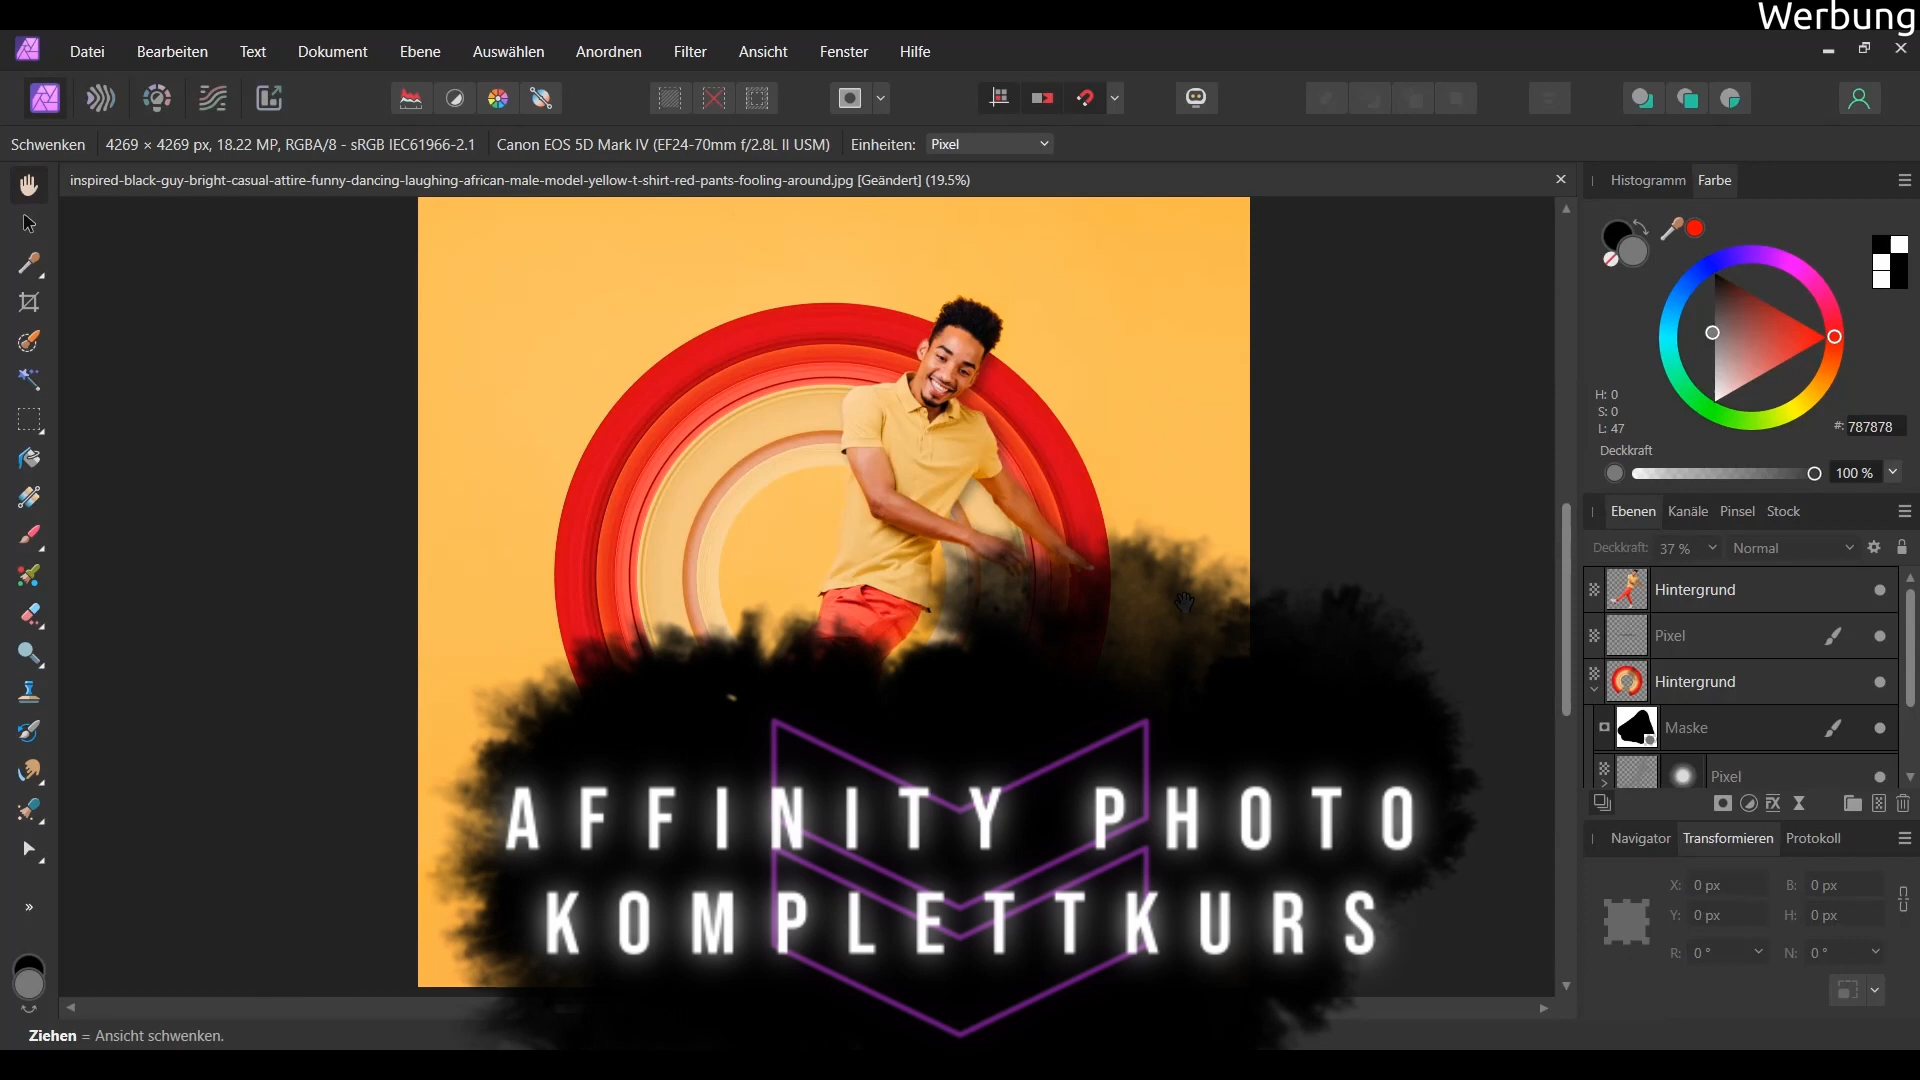 Werbung
Datei Bearbeiten Text Dokument Ebene Auswählen Anordnen Filter Ansicht Fenster Hilfe
Schwenken 4269 × 4269 px, 18.22 MP, RGBA/8 - sRGB IEC61966-2.1 Canon EOS 5D Mark IV (EF24-70mm f/2.8L II USM) Einheiten: Pixel
inspired-black-guy-bright-casual-attire-funny-dancing-laughing-african-male-model-yellow-t-shirt-red-pants-fooling-around.jpg [Geändert] (19.5%)
Histogramm Farbe
H: 0
S: 0
L: 47
#: 787878
Deckkraft
100 %
Ebenen Kanäle Pinsel Stock
Deckkraft: 37 % Normal
Hintergrund
Pixel
Hintergrund
Maske
Pixel
AFFINITY PHOTO
KOMPLETTKURS
Navigator Transformieren Protokoll
X: 0 px B: 0 px
Y: 0 px H: 0 px
R: 0 ° N: 0 °
Ziehen = Ansicht schwenken.